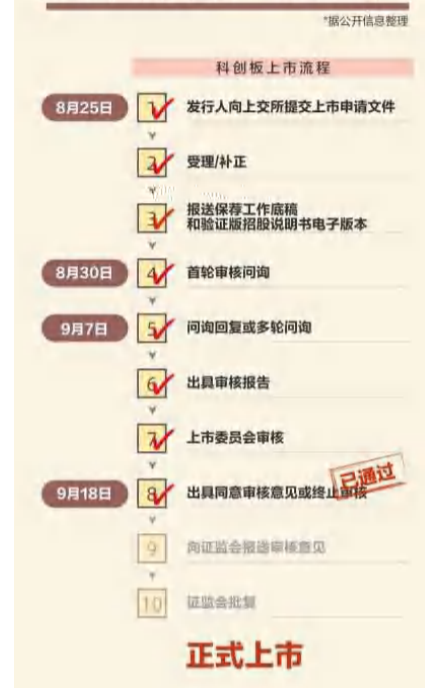 *据公开信息整理
科创板上市流程
8月25日 1 发行人向上交所提交上市申请文件
2 受理/补正
3 报送保荐工作底稿
和验证版招股说明书电子版本
8月30日 4 首轮审核问询
9月7日 5 问询回复或多轮问询
6 出具审核报告
7 上市委员会审核
已通过
9月18日 8 出具同意审核意见或终止审核
9 向证监会报送审核意见
10 证监会批复
正式上市